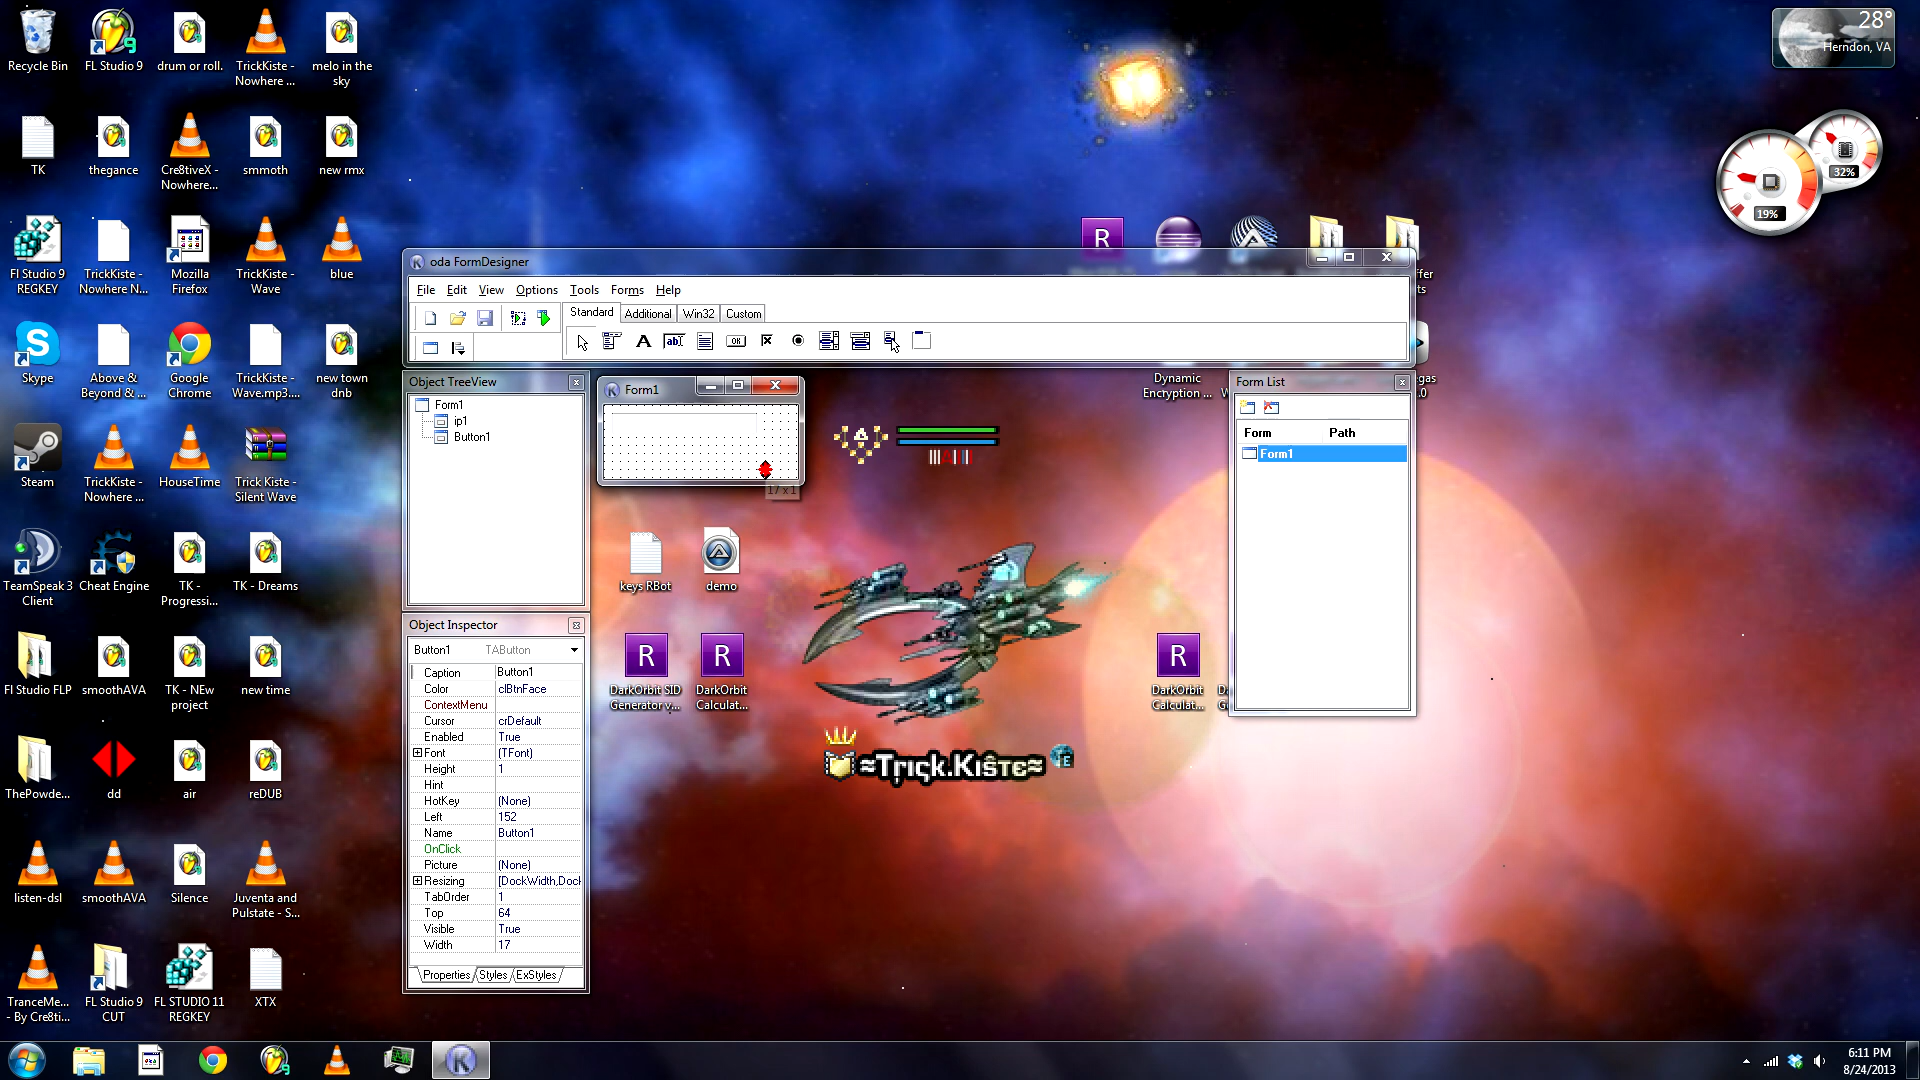 Recycle Bin
FL Studio 9
drum or roll.
TrickKiste -
Nowhere ...
melo in the
sky
TK
thegance
Cre8tiveX -
Nowhere...
smmoth
new rmx
Fl Studio 9
REGKEY
TrickKiste -
Nowhere N...
Mozilla
Firefox
TrickKiste -
Wave
blue
Skype
Above &
Beyond & ...
Google
Chrome
TrickKiste -
Wave.mp3....
new town
dnb
Steam
TrickKiste -
Nowhere ...
HouseTime
Trick Kiste -
Silent Wave
TeamSpeak 3
Client
Cheat Engine
TK -
Progressi...
TK - Dreams
Fl Studio FLP
smoothAVA
TK - NEw
project
new time
ThePowde...
dd
air
reDUB
listen-dsl
smoothAVA
Silence
Juventa and
Pulstate - S...
TranceMe...
- By Cre8ti...
FL Studio 9
CUT
FL STUDIO 11
REGKEY
XTX
28°
Herndon, VA
32%
19%
R
oda FormDesigner
File Edit View Options Tools Forms Help
Standard Additional Win32 Custom
A abI OK
Object TreeView
Form1
ip1
Button1
Form1
17 x 1
Dynamic
Encryption ...
Form List
Form Path
Form1
keys RBot
demo
R
DarkOrbit SID
Generator v...
R
DarkOrbit
Calculat...
R
DarkOrbit
Calculat...
≈Trick.Kiŝтє≈
Object Inspector
Button1 TAButton
Caption Button1
Color clBtnFace
ContextMenu
Cursor crDefault
Enabled True
Font (TFont)
Height 1
Hint
HotKey (None)
Left 152
Name Button1
OnClick
Picture (None)
Resizing [DockWidth,Dock
TabOrder 1
Top 64
Visible True
Width 17
Properties Styles ExStyles
6:11 PM
8/24/2013